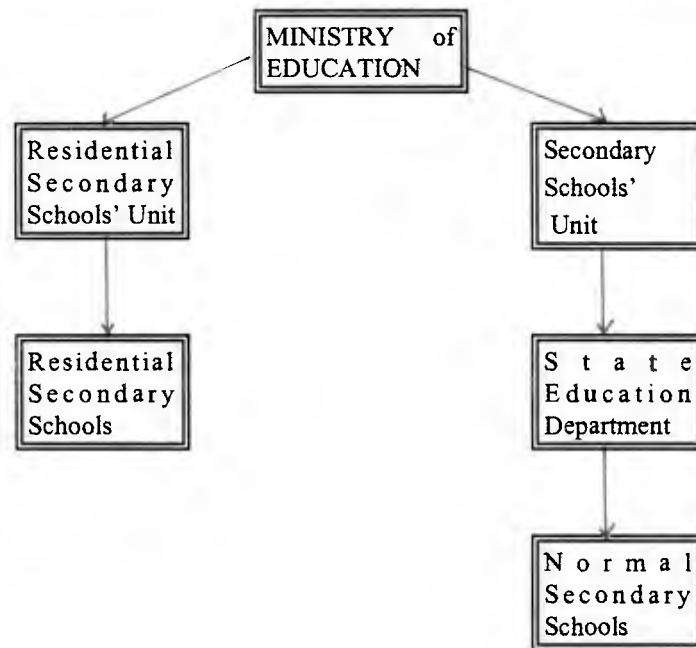 MINISTRY of
EDUCATION
Residential
Secondary
Schools' Unit
Secondary
Schools'
Unit
Residential
Secondary
Schools
State
Education
Department
Normal
Secondary
Schools